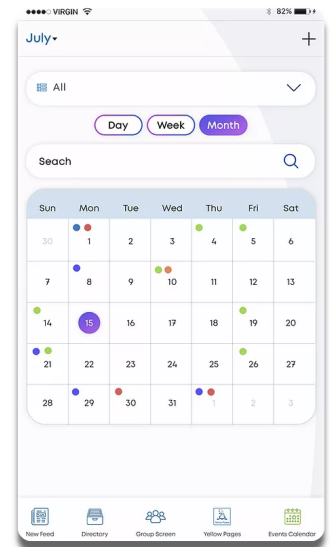 VIRGIN 82%
July
All
Day Week Month
Seach
Sun Mon Tue Wed Thu Fri Sat
30 1 2 3 4 5 6
7 8 9 10 11 12 13
14 15 16 17 18 19 20
21 22 23 24 25 26 27
28 29 30 31 1 2 3
New Feed Directory Group Screen Yellow Pages Events Calendar